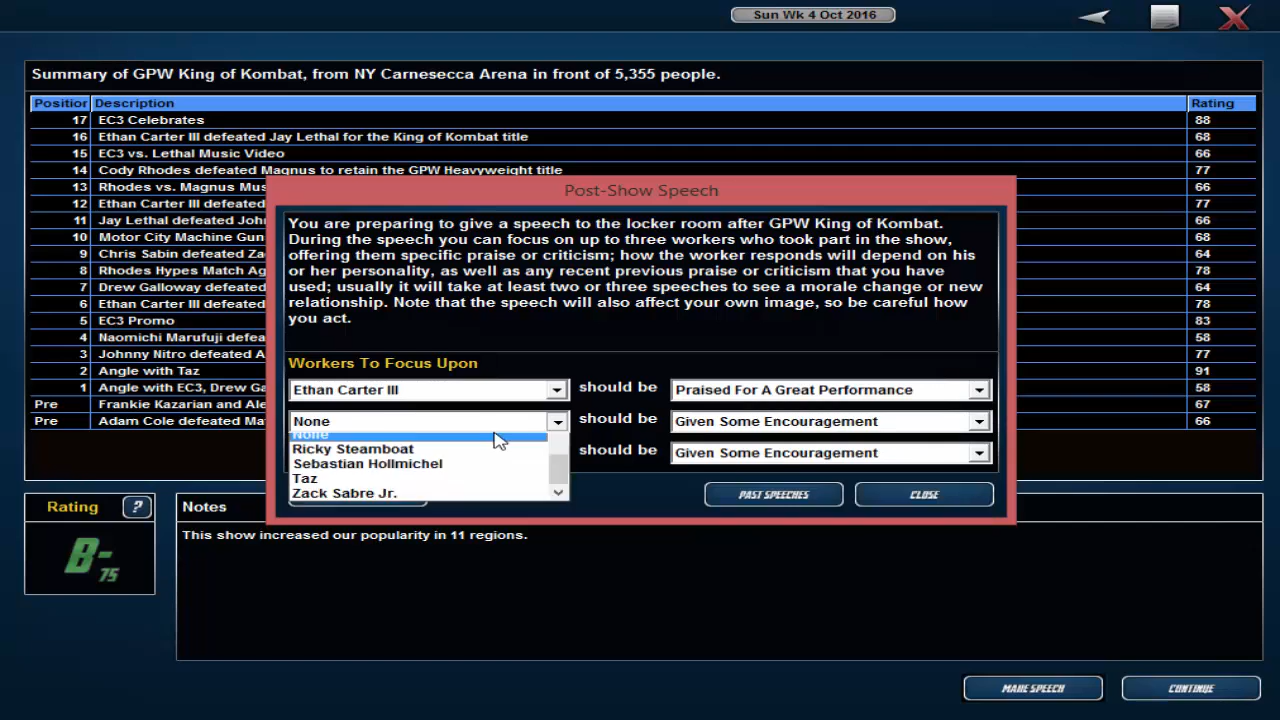 Sun Wk 4 Oct 2016
Summary of GPW King of Kombat, from NY Carnesecca Arena in front of 5,355 people.
Position Description Rating
17 EC3 Celebrates 88
16 Ethan Carter III defeated Jay Lethal for the King of Kombat title 68
15 EC3 vs. Lethal Music Video 66
14 Cody Rhodes defeated Magnus to retain the GPW Heavyweight title 77
13 Rhodes vs. Magnus Mus 66
12 Ethan Carter III defeated 77
11 Jay Lethal defeated Joh 66
10 Motor City Machine Gun 68
9 Chris Sabin defeated Za 64
8 Rhodes Hypes Match Ag 78
7 Drew Galloway defeated 64
6 Ethan Carter III defeated 78
5 EC3 Promo 83
4 Naomichi Marufuji defea 58
3 Johnny Nitro defeated A 77
2 Angle with Taz 91
1 Angle with EC3, Drew Ga 58
Pre Frankie Kazarian and Ale 67
Pre Adam Cole defeated Ma 66
Post-Show Speech
You are preparing to give a speech to the locker room after GPW King of Kombat.
During the speech you can focus on up to three workers who took part in the show,
offering them specific praise or criticism; how the worker responds will depend on his
or her personality, as well as any recent previous praise or criticism that you have
used; usually it will take at least two or three speeches to see a morale change or new
relationship. Note that the speech will also affect your own image, so be careful how
you act.
Workers To Focus Upon
Ethan Carter III should be Praised For A Great Performance
None should be Given Some Encouragement
None
Ricky Steamboat should be Given Some Encouragement
Sebastian Hollmichel
Taz
Zack Sabre Jr.
PAST SPEECHES CLOSE
Rating ? Notes
B- 75
This show increased our popularity in 11 regions.
MAKE SPEECH CONTINUE